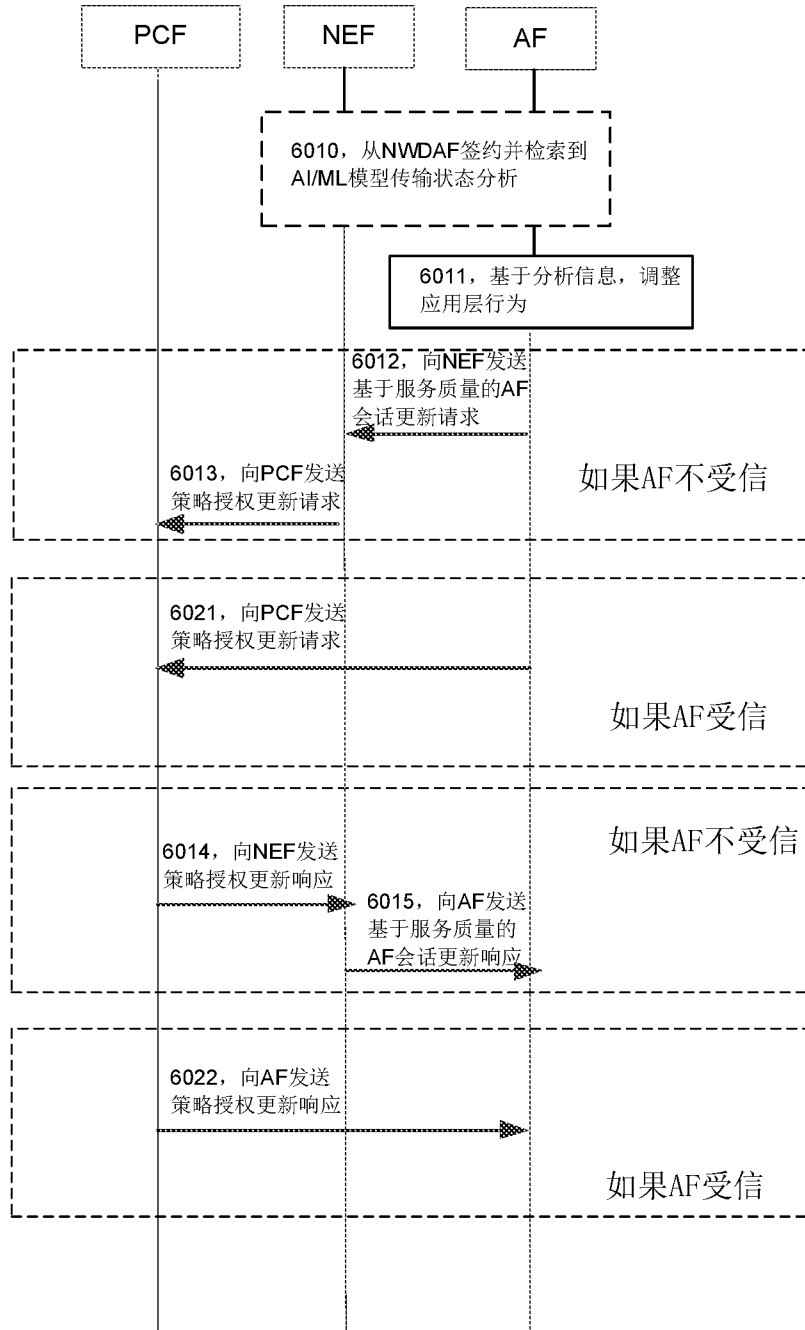 PCF
NEF
AF
6010，从NWDAF签约并检索到
AI/ML模型传输状态分析
6011，基于分析信息，调整
应用层行为
6012，向NEF发送
基于服务质量的AF
会话更新请求
6013，向PCF发送
策略授权更新请求
如果AF不受信
6021，向PCF发送
策略授权更新请求
如果AF受信
如果AF不受信
6014，向NEF发送
策略授权更新响应
6015，向AF发送
基于服务质量的
AF会话更新响应
6022，向AF发送
策略授权更新响应
如果AF受信